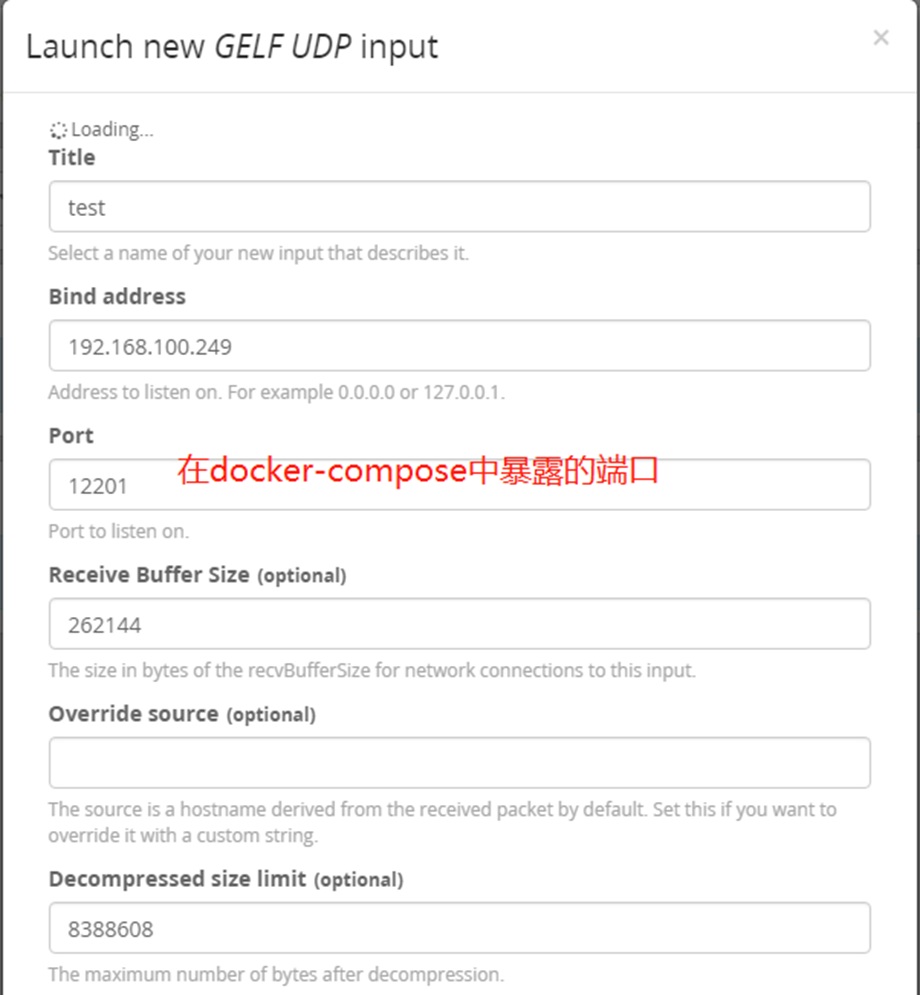 Launch new GELF UDP input
×
Loading...
Title
test
Select a name of your new input that describes it.
Bind address
192.168.100.249
Address to listen on. For example 0.0.0.0 or 127.0.0.1.
Port
12201 在docker-compose中暴露的端口
Port to listen on.
Receive Buffer Size (optional)
262144
The size in bytes of the recvBufferSize for network connections to this input.
Override source (optional)
The source is a hostname derived from the received packet by default. Set this if you want to
override it with a custom string.
Decompressed size limit (optional)
8388608
The maximum number of bytes after decompression.